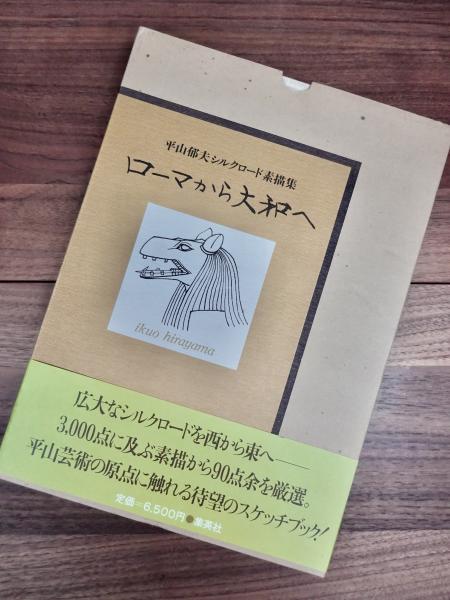 平山郁夫シルクロード素描集
ローマから大和へ
ikuo hirayama
広大なシルクロードを西から東へ――
3,000点に及ぶ素描から90点余を厳選。
平山芸術の原点に触れる待望のスケッチブック!
定価=6,500円●集英社